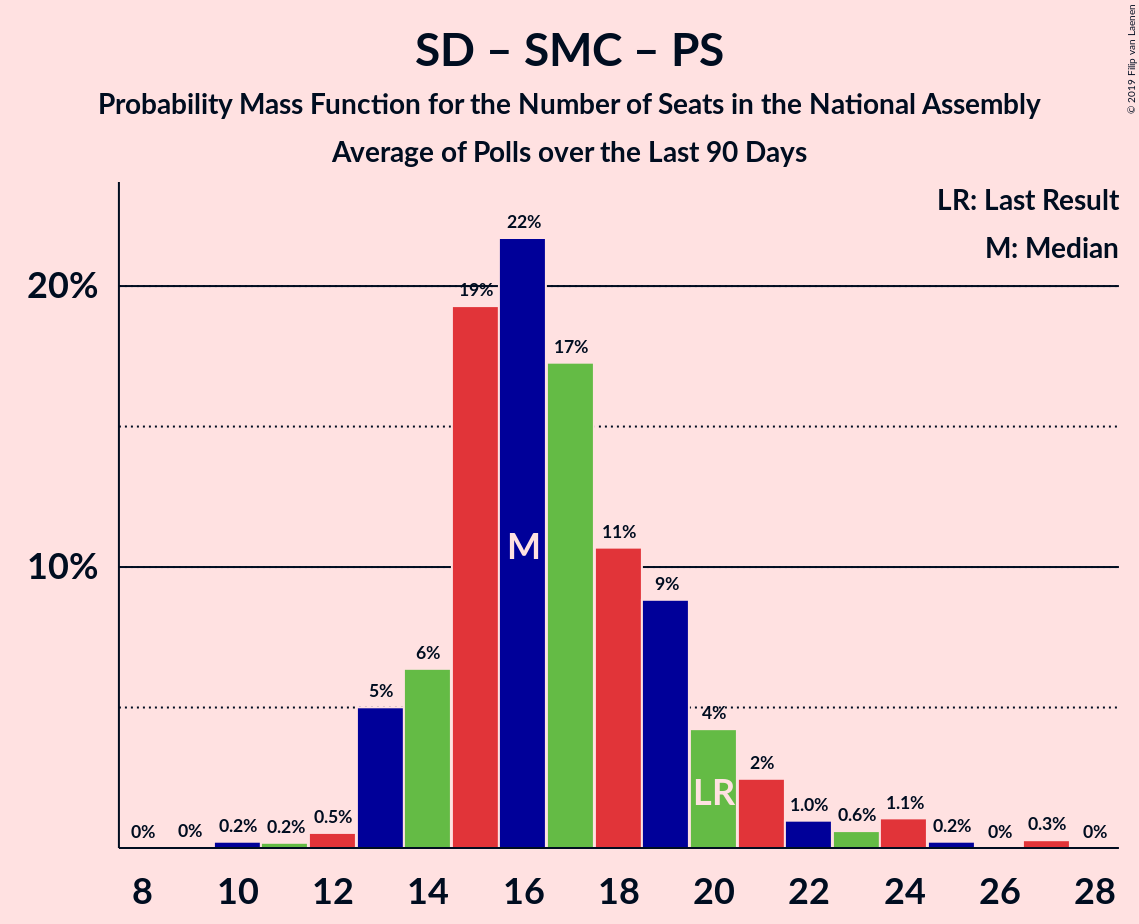 SD – SMC – PS
Probability Mass Function for the Number of Seats in the National Assembly
Average of Polls over the Last 90 Days
© 2019 Filip van Laenen
LR: Last Result
M: Median
20%
10%
0%
0%
0.2%
0.2%
0.5%
5%
6%
19%
22%
17%
11%
9%
4%
2%
1.0%
0.6%
1.1%
0.2%
0%
0.3%
0%
M
LR
8 10 12 14 16 18 20 22 24 26 28